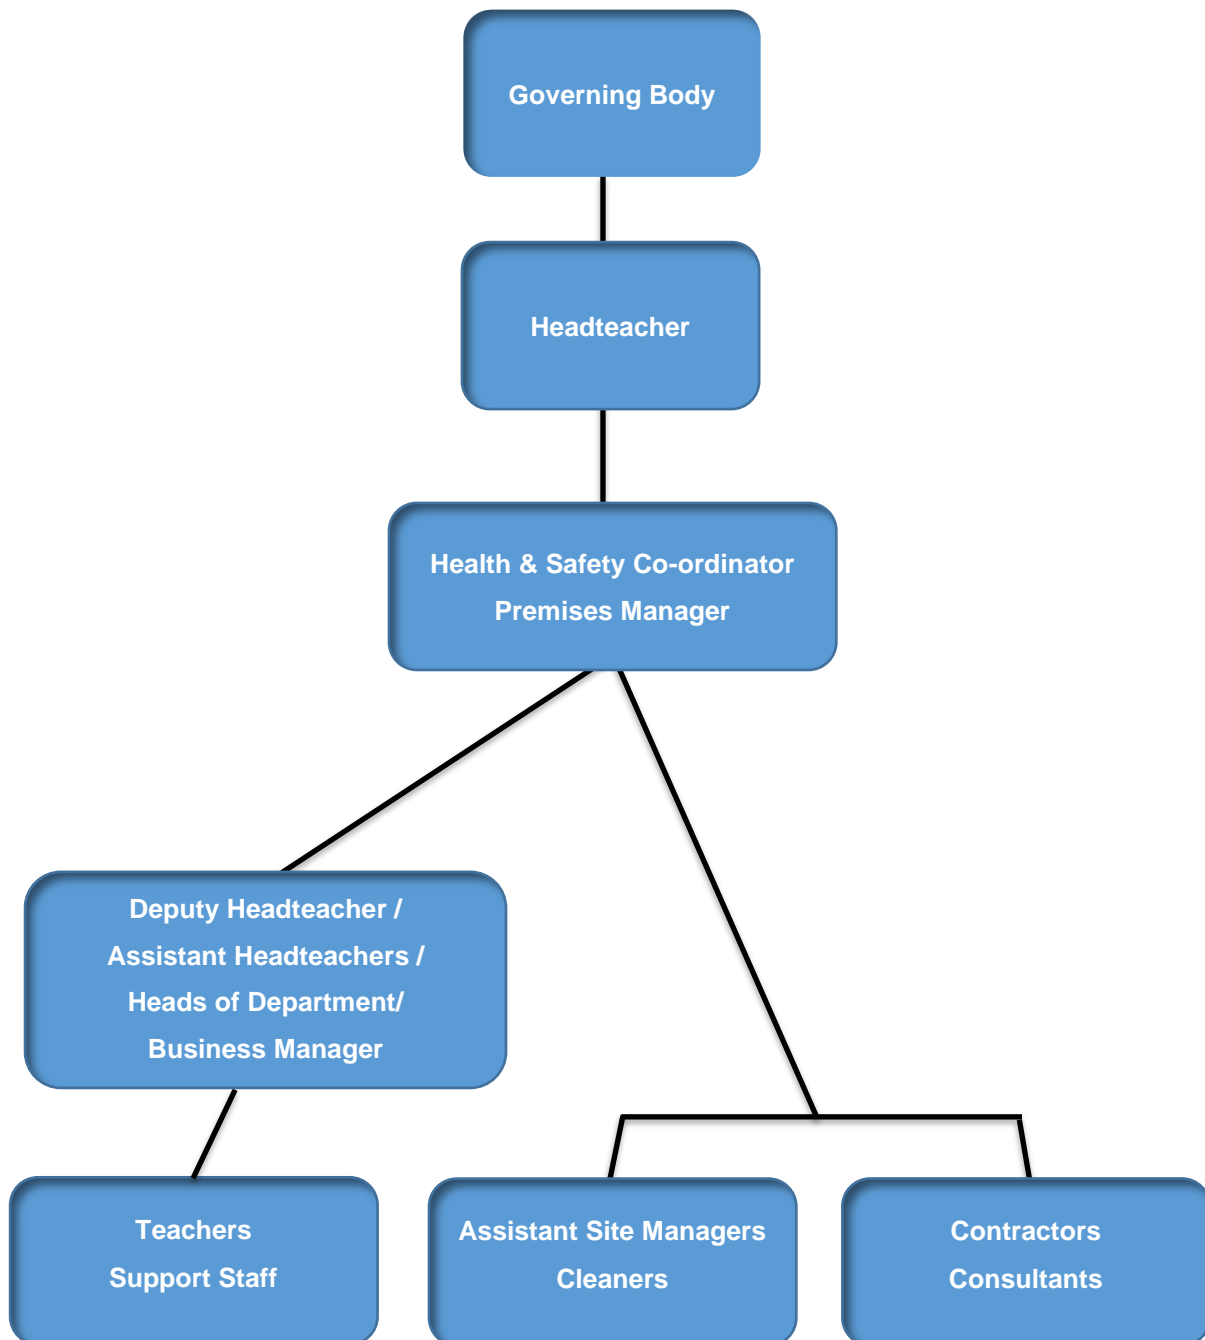 Governing Body
Headteacher
Health & Safety Co-ordinator
Premises Manager
Deputy Headteacher /
Assistant Headteachers /
Heads of Department/
Business Manager
Teachers
Support Staff
Assistant Site Managers
Cleaners
Contractors
Consultants